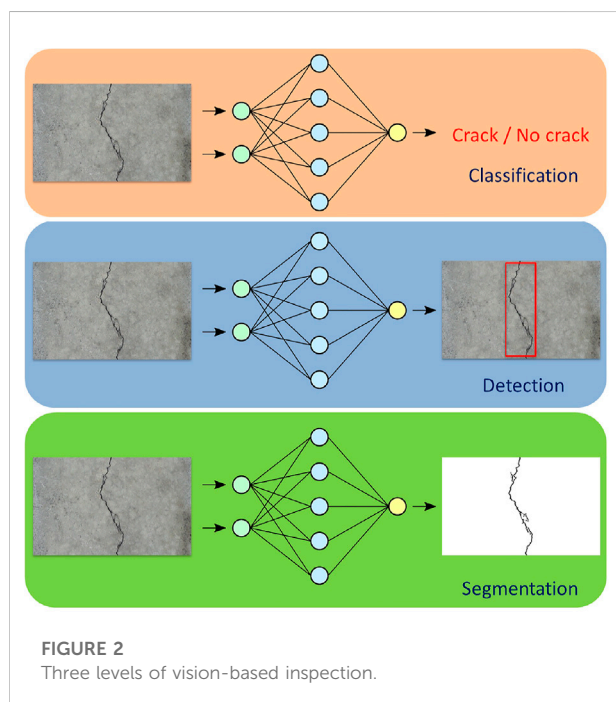 Crack / No crack
Classification
Detection
Segmentation
FIGURE 2
Three levels of vision-based inspection.